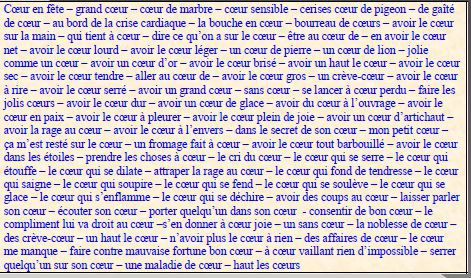 Cœur en fête – grand cœur – cœur de marbre – cœur sensible – cerises cœur de pigeon – de gaîté
de cœur – au bord de la crise cardiaque – la bouche en cœur – bourreau de cœurs – avoir le cœur
sur la main – qui tient à cœur – dire ce qu'on a sur le cœur – être au cœur de – en avoir le cœur
net – avoir le cœur lourd – avoir le cœur léger – un cœur de pierre – un cœur de lion – jolie
comme un cœur – avoir un cœur d'or – avoir le cœur brisé – avoir un haut le cœur – avoir le cœur
sec – avoir le cœur tendre – aller au cœur de – avoir le cœur gros – un crève-cœur – avoir le cœur
à rire – avoir le cœur serré – avoir un grand cœur – sans cœur – se lancer à cœur perdu – faire les
jolis cœurs – avoir le cœur dur – avoir un cœur de glace – avoir du cœur à l'ouvrage – avoir le
cœur en paix – avoir le cœur à pleurer – avoir le cœur plein de joie – avoir un cœur d'artichaut –
avoir la rage au cœur – avoir le cœur à l'envers – dans le secret de son cœur – mon petit cœur –
ça m'est resté sur le cœur – un fromage fait à cœur – avoir le cœur tout barbouillé – avoir le cœur
dans les étoiles – prendre les choses à cœur – le cri du cœur – le cœur qui se serre – le cœur qui
étouffe – le cœur qui se dilate – attraper la rage au cœur – le cœur qui fond de tendresse – le cœur
qui saigne – le cœur qui soupire – le cœur qui se fend – le cœur qui se soulève – le cœur qui se
glace – le cœur qui s'enflamme – le cœur qui se déchire – avoir des coups au cœur – laisser parler
son cœur – écouter son cœur – porter quelqu'un dans son cœur - consentir de bon cœur – le
compliment lui va droit au cœur –s'en donner à cœur joie – un sans cœur – la noblesse de cœur –
des crève-cœur – un haut le cœur – n'avoir plus le cœur à rien – des affaires de cœur – le cœur
me manque – faire contre mauvaise fortune bon cœur – à cœur vaillant rien d'impossible – serrer
quelqu'un sur son cœur – une maladie de cœur – haut les cœurs